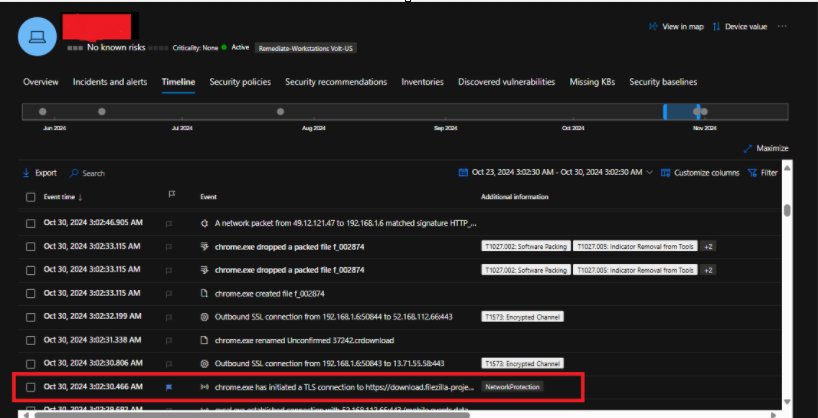 View in map Device value ...
No known risks Criticality: None Active Remediate-Workstations Volt-US
Overview Incidents and alerts Timeline Security policies Security recommendations Inventories Discovered vulnerabilities Missing KBs Security baselines
Jun 2024 Jul 2024 Aug 2024 Sep 2024 Oct 2024 Nov 2024
Maximize
Export Search Oct 23, 2024 3:02:30 AM - Oct 30, 2024 3:02:30 AM Customize columns Filter
Event time ↓ Event Additional information
Oct 30, 2024 3:02:46.905 AM A network packet from 49.12.121.47 to 192.168.1.6 matched signature HTTP_...
Oct 30, 2024 3:02:33.115 AM chrome.exe dropped a packed file f_002874 T1027.002: Software Packing T1027.005: Indicator Removal from Tools +2
Oct 30, 2024 3:02:33.115 AM chrome.exe dropped a packed file f_002874 T1027.002: Software Packing T1027.005: Indicator Removal from Tools +2
Oct 30, 2024 3:02:33.115 AM chrome.exe created file f_002874
Oct 30, 2024 3:02:32.199 AM Outbound SSL connection from 192.168.1.6:50844 to 52.168.112.66:443 T1573: Encrypted Channel
Oct 30, 2024 3:02:31.338 AM chrome.exe renamed Unconfirmed 37242.crdownload
Oct 30, 2024 3:02:30.806 AM Outbound SSL connection from 192.168.1.6:50843 to 13.71.55.58:443 T1573: Encrypted Channel
Oct 30, 2024 3:02:30.466 AM chrome.exe has initiated a TLS connection to https://download.filezilla-proje... NetworkProtection